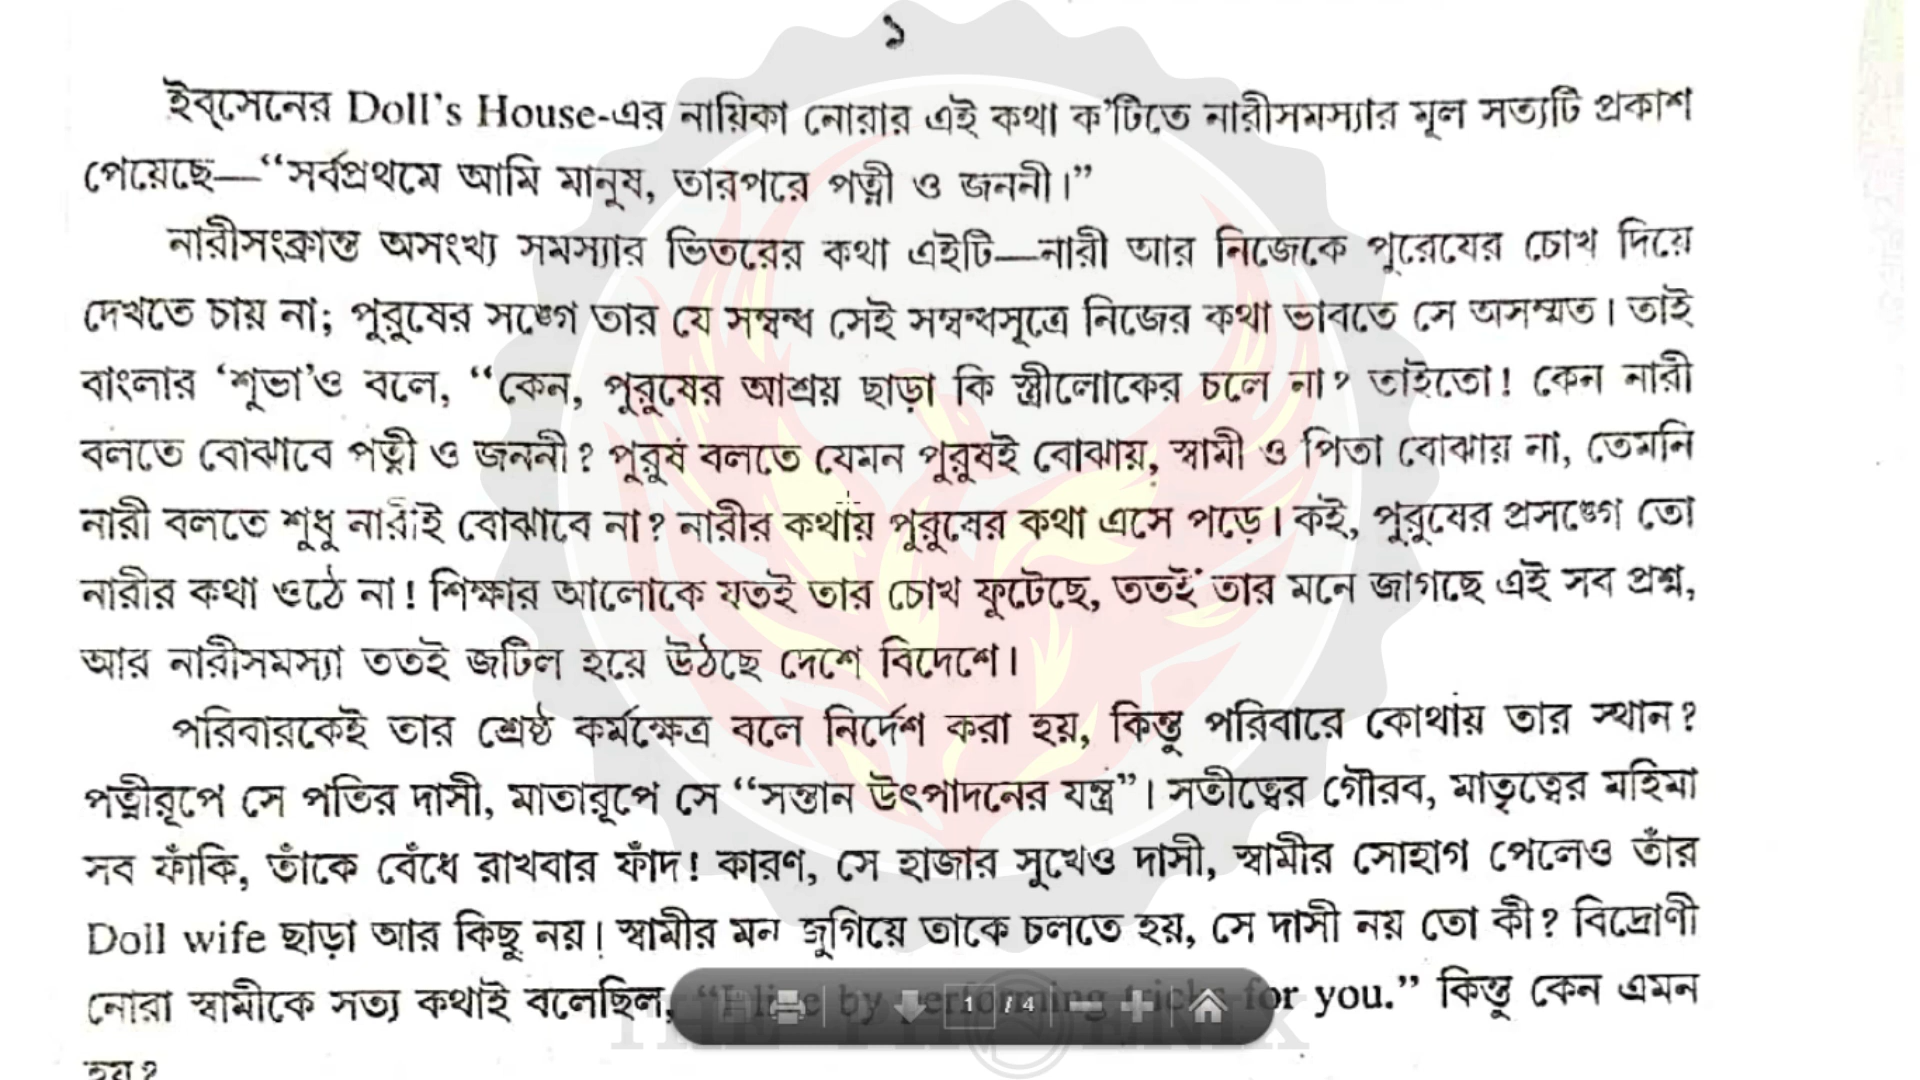 ১
ইব্‌সেনের Doll's House-এর নায়িকা নোরার এই কথা ক'টিতে নারীসমস্যার মূল সত্যটি প্রকাশ
পেয়েছে—“সর্বপ্রথমে আমি মানুষ, তারপরে পত্নী ও জননী।”
নারীসংক্রান্ত অসংখ্য সমস্যার ভিতরের কথা এইটি—নারী আর নিজেকে পুরেষের চোখ দিয়ে
দেখতে চায় না; পুরুষের সঙ্গে তার যে সম্বন্ধ সেই সম্বন্ধসূত্রে নিজের কথা ভাবতে সে অসম্মত। তাই
বাংলার ‘শুভা’ও বলে, “কেন, পুরুষের আশ্রয় ছাড়া কি স্ত্রীলোকের চলে না? তাইতো! কেন নারী
বলতে বোঝাবে পত্নী ও জননী? পুরুষ বলতে যেমন পুরুষই বোঝায়, স্বামী ও পিতা বোঝায় না, তেমনি
নারী বলতে শুধু নারীই বোঝাবে না? নারীর কথায় পুরুষের কথা এসে পড়ে। কই, পুরুষের প্রসঙ্গে তো
নারীর কথা ওঠে না! শিক্ষার আলোকে যতই তার চোখ ফুটেছে, ততই তার মনে জাগছে এই সব প্রশ্ন,
আর নারীসমস্যা ততই জটিল হয়ে উঠছে দেশে বিদেশে।
পরিবারকেই তার শ্রেষ্ঠ কর্মক্ষেত্র বলে নির্দেশ করা হয়, কিন্তু পরিবারে কোথায় তার স্থান?
পত্নীরূপে সে পতির দাসী, মাতারূপে সে “সন্তান উৎপাদনের যন্ত্র”। সতীত্বের গৌরব, মাতৃত্বের মহিমা
সব ফাঁকি, তাঁকে বেঁধে রাখবার ফাঁদ! কারণ, সে হাজার সুখেও দাসী, স্বামীর সোহাগ পেলেও তাঁর
Doll wife ছাড়া আর কিছু নয়! স্বামীর মন জুগিয়ে তাকে চলতে হয়, সে দাসী নয় তো কী? বিদ্রোণী
নোরা স্বামীকে সত্য কথাই বলেছিল, “I live by performing tricks for you.” কিন্তু কেন এমন
হয়?
1 / 4
THE PHOENIX